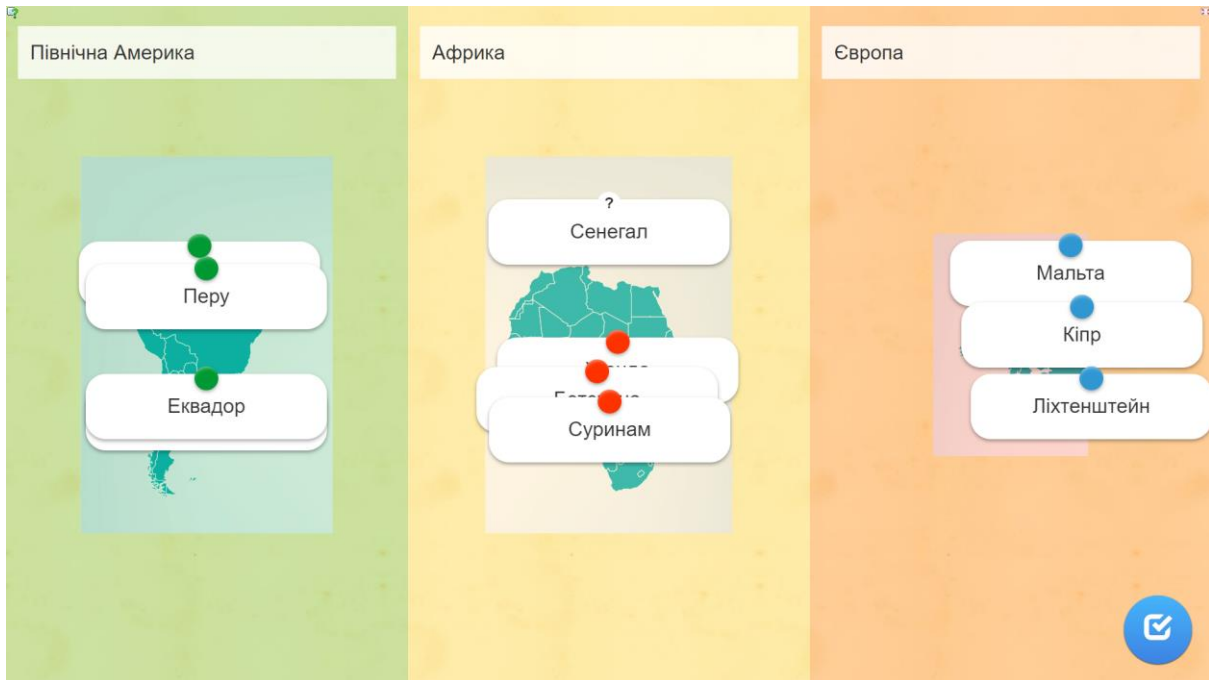 Північна Америка
Перу
Еквадор
Африка
?
Сенегал
Суринам
Європа
Мальта
Кіпр
Ліхтенштейн